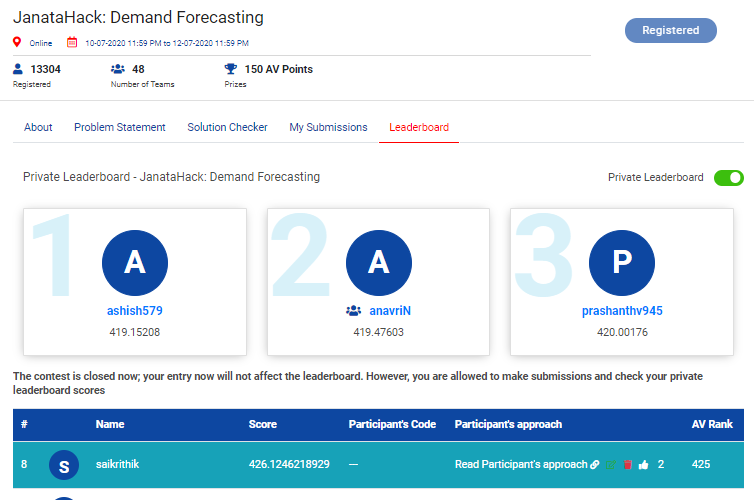 JanataHack: Demand Forecasting
Registered
Online 10-07-2020 11:59 PM to 12-07-2020 11:59 PM
13304 48 150 AV Points
Registered Number of Teams Prizes
About Problem Statement Solution Checker My Submissions Leaderboard
Private Leaderboard - JanataHack: Demand Forecasting Private Leaderboard
1 2 3
A A P
ashish579 anavriN prashanthv945
419.15208 419.47603 420.00176
The contest is closed now; your entry now will not affect the leaderboard. However, you are allowed to make submissions and check your private
leaderboard scores
# Name Score Participant's Code Participant's approach AV Rank
8 S saikrithik 426.1246218929 --- Read Participant's approach 2 425